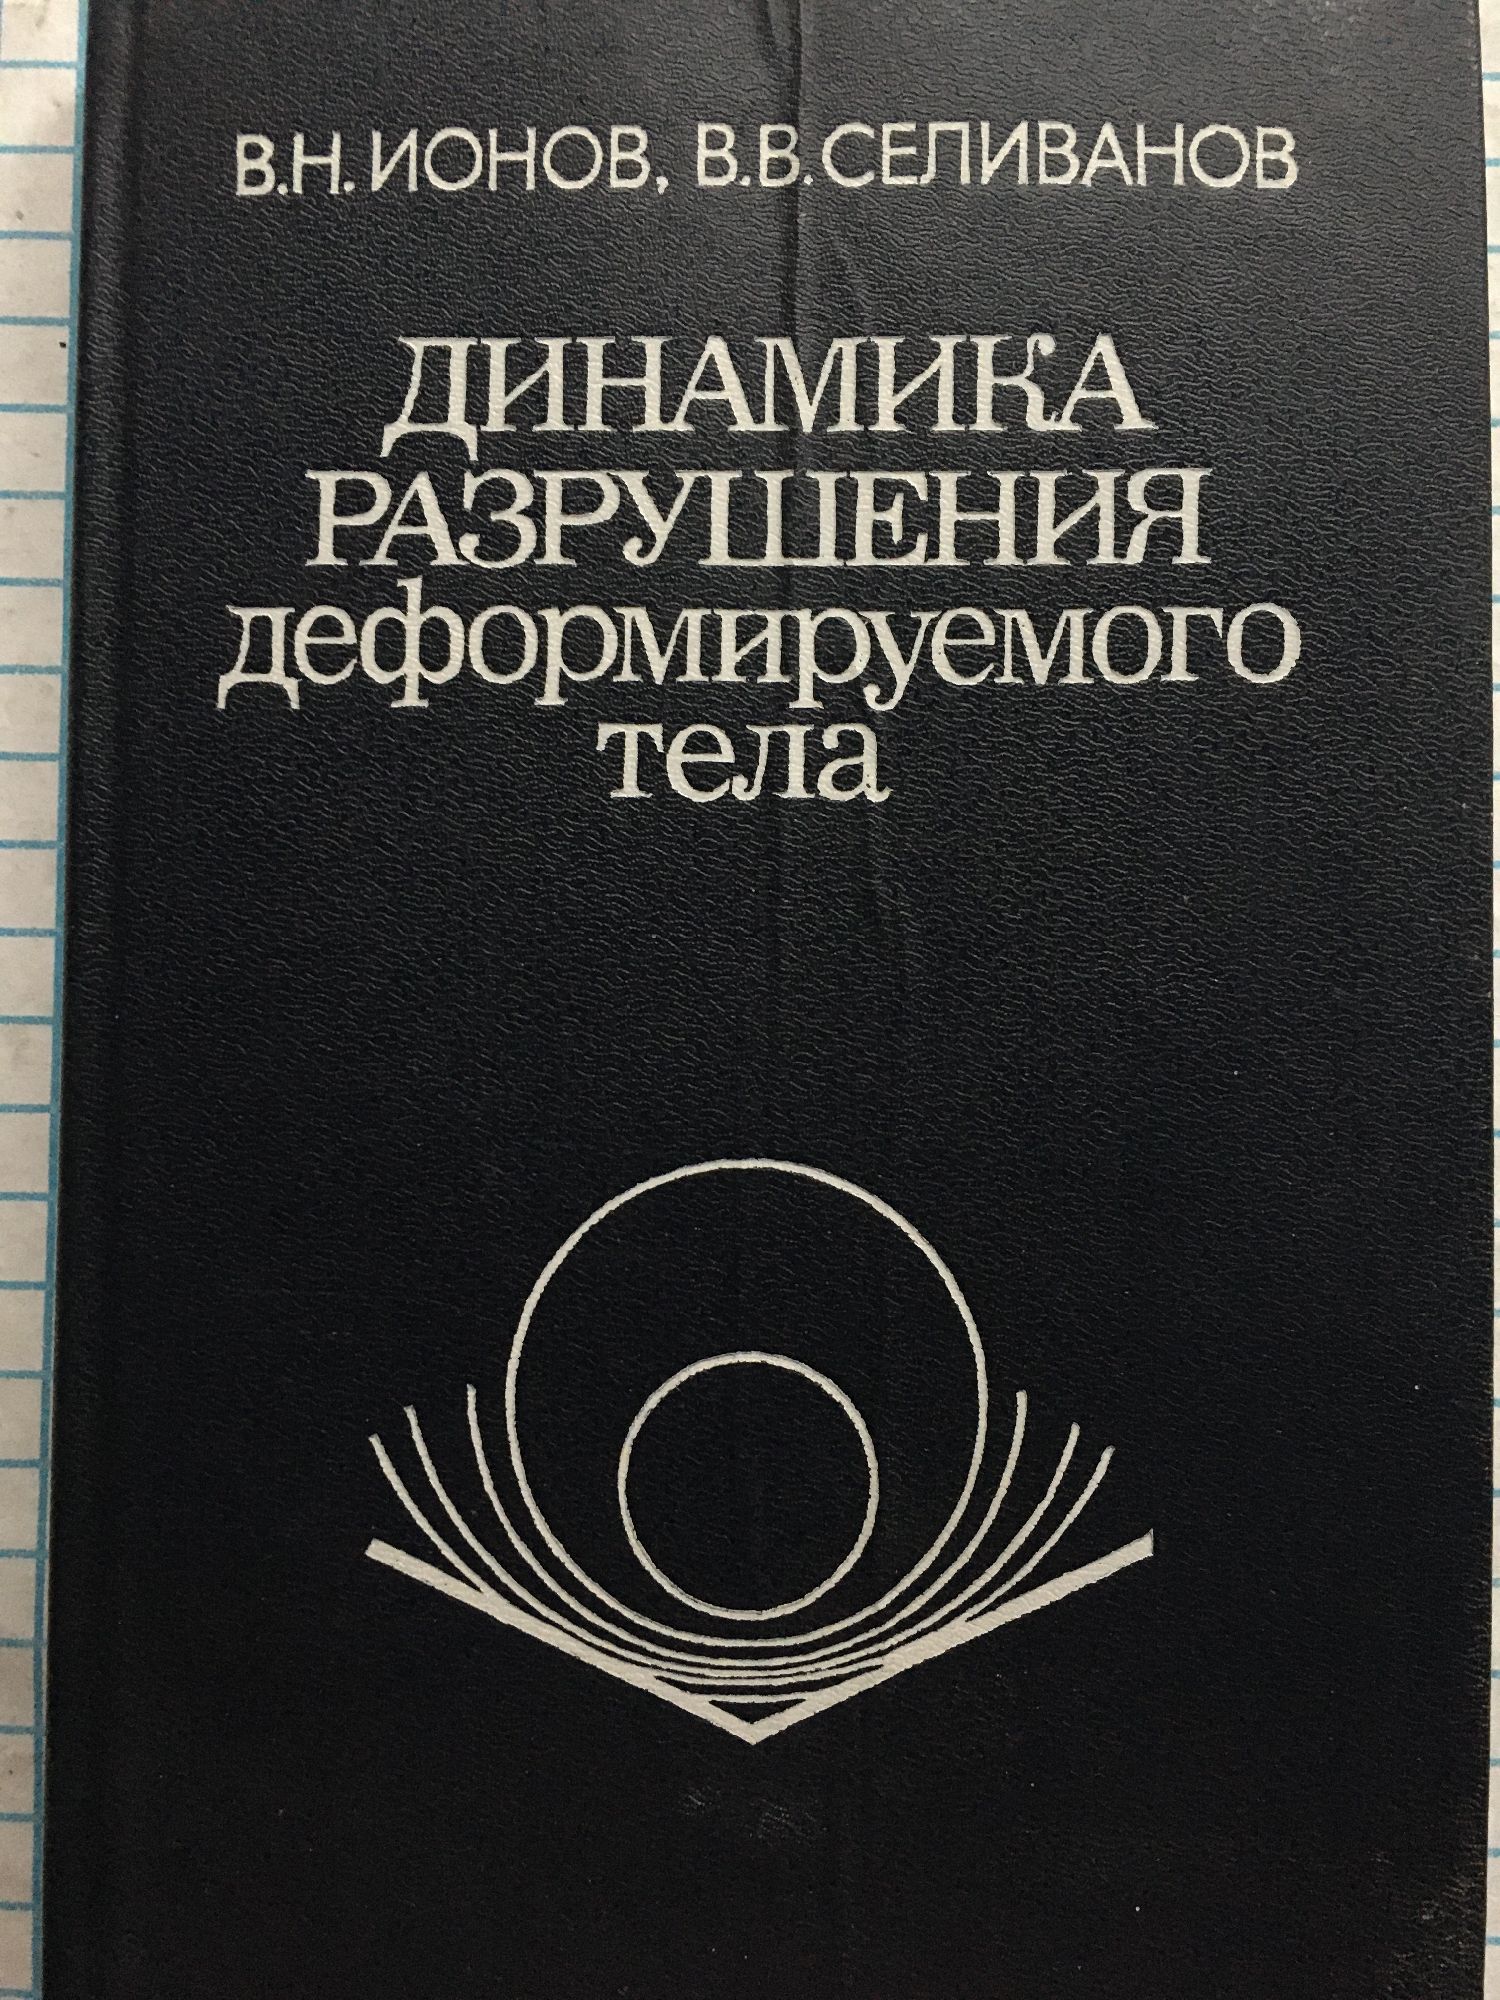 В.Н. ИОНОВ, В.В. СЕЛИВАНОВ
ДИНАМИКА
РАЗРУШЕНИЯ
деформируемого
тела